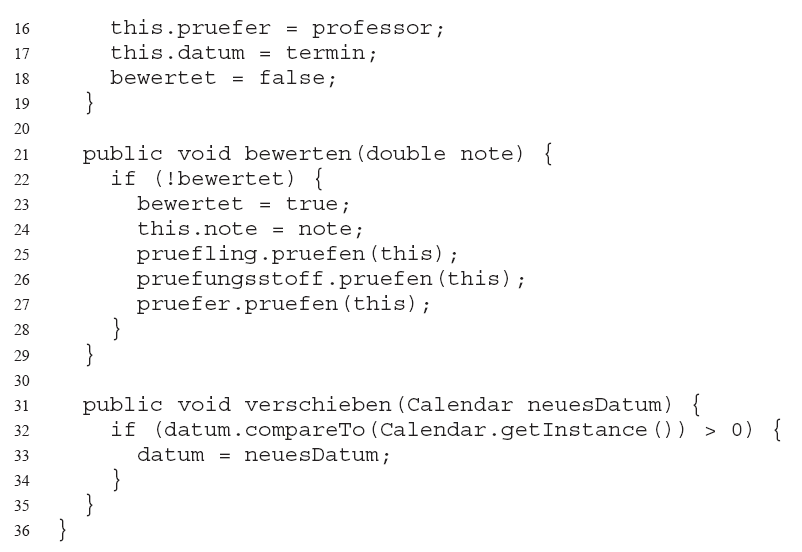 16 this.pruefer = professor;
17 this.datum = termin;
18 bewertet = false;
19 }
20
21 public void bewerten(double note) {
22 if (!bewertet) {
23 bewertet = true;
24 this.note = note;
25 pruefling.pruefen(this);
26 pruefungsstoff.pruefen(this);
27 pruefer.pruefen(this);
28 }
29 }
30
31 public void verschieben(Calendar neuesDatum) {
32 if (datum.compareTo(Calendar.getInstance()) > 0) {
33 datum = neuesDatum;
34 }
35 }
36 }